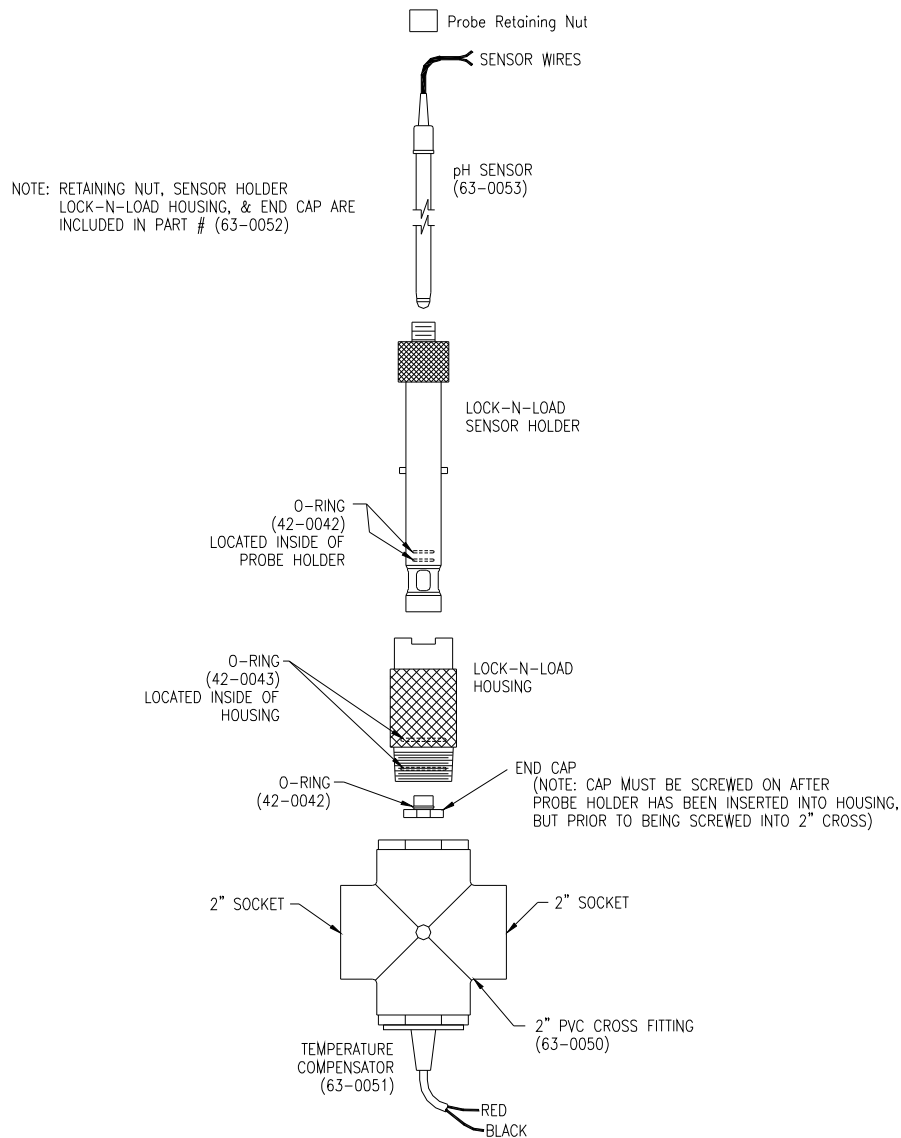 Probe Retaining Nut
SENSOR WIRES
pH SENSOR
(63-0053)
NOTE: RETAINING NUT, SENSOR HOLDER
LOCK-N-LOAD HOUSING, & END CAP ARE
INCLUDED IN PART # (63-0052)
LOCK-N-LOAD
SENSOR HOLDER
O-RING
(42-0042)
LOCATED INSIDE OF
PROBE HOLDER
O-RING
(42-0043)
LOCATED INSIDE OF
HOUSING
LOCK-N-LOAD
HOUSING
O-RING
(42-0042)
END CAP
(NOTE: CAP MUST BE SCREWED ON AFTER
PROBE HOLDER HAS BEEN INSERTED INTO HOUSING,
BUT PRIOR TO BEING SCREWED INTO 2" CROSS)
2" SOCKET
2" SOCKET
2" PVC CROSS FITTING
(63-0050)
TEMPERATURE
COMPENSATOR
(63-0051)
RED
BLACK